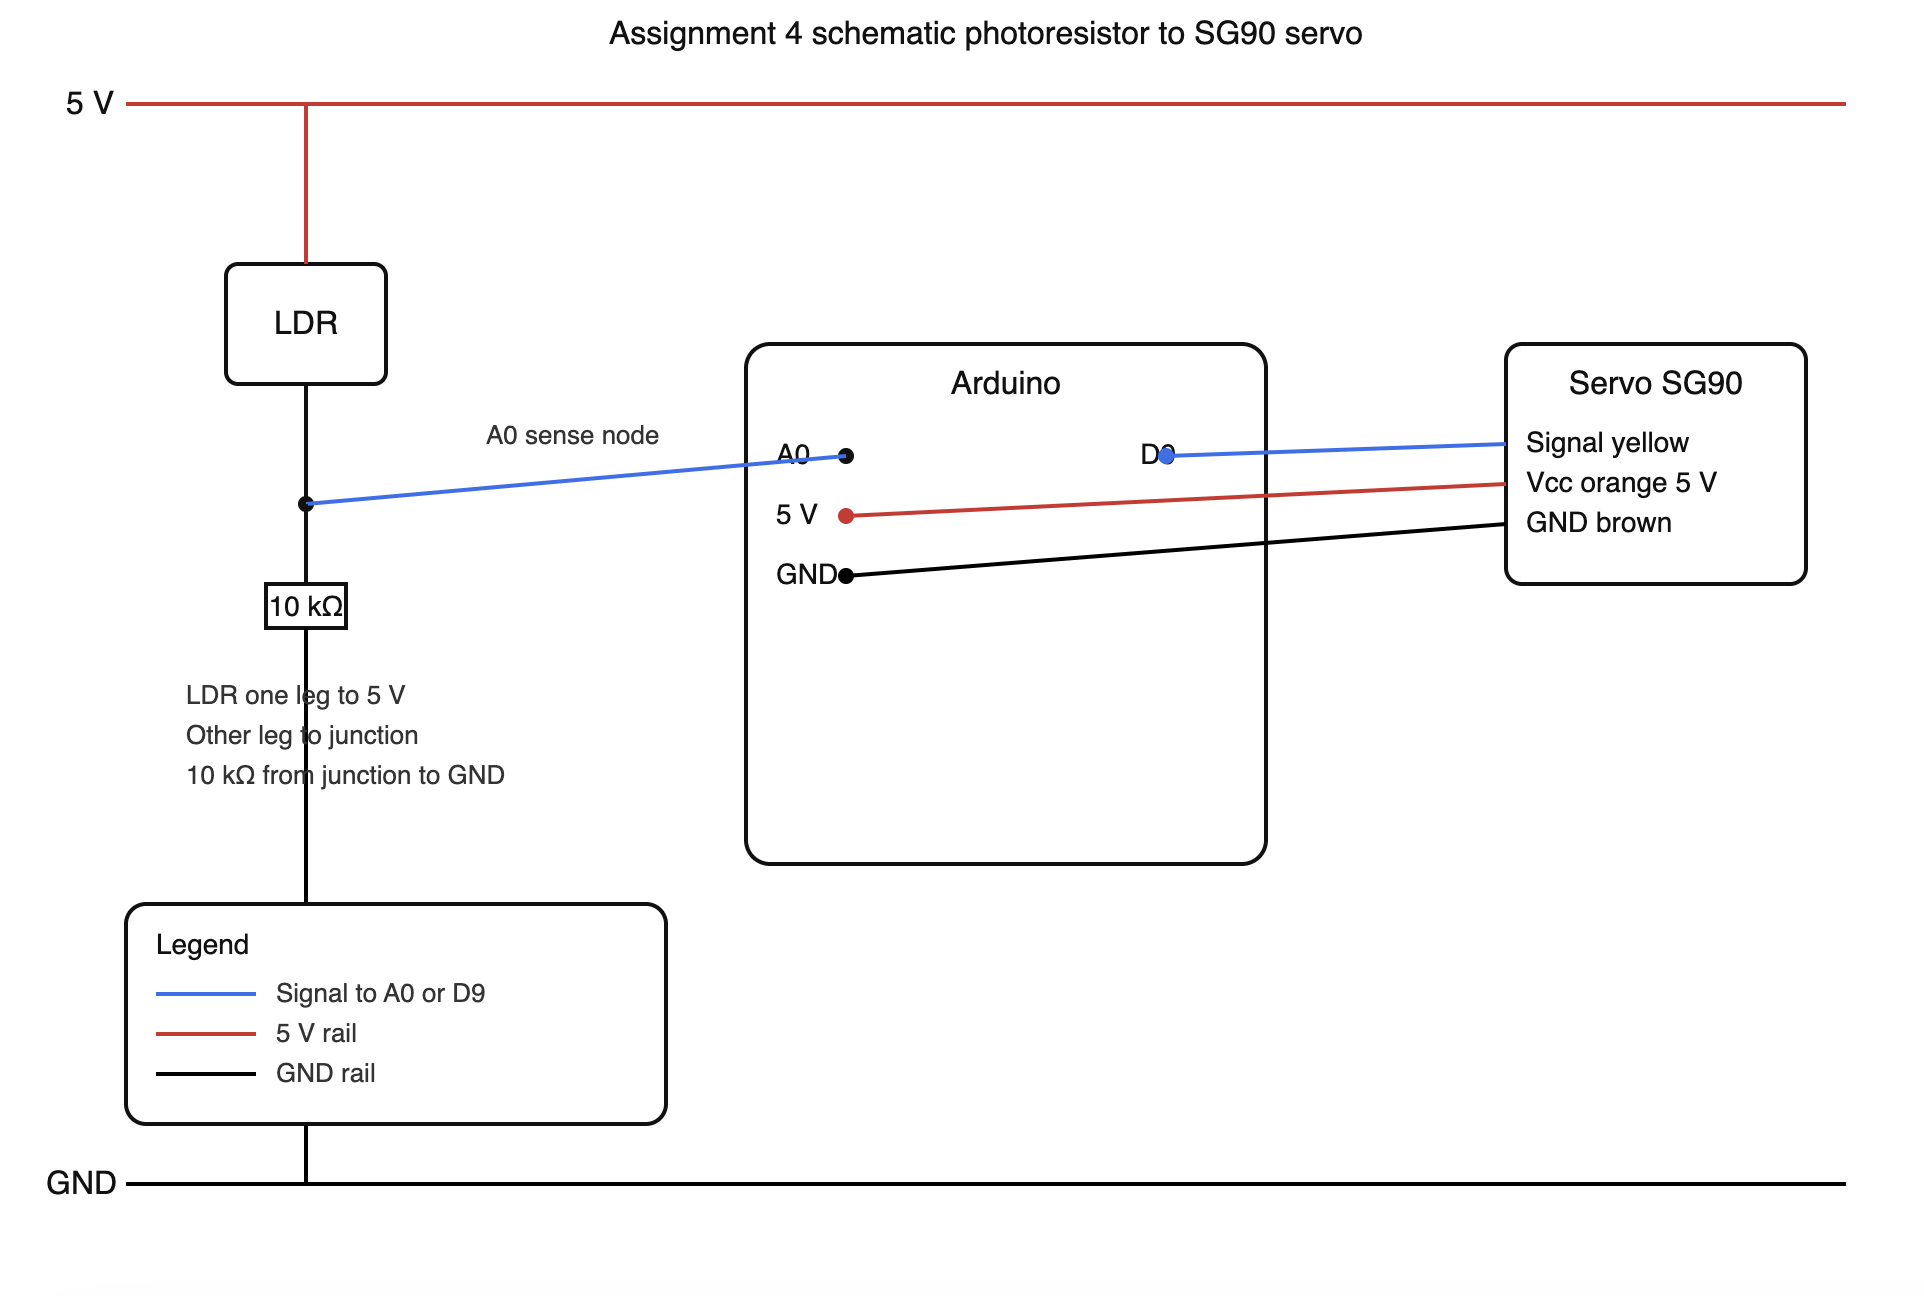 Assignment 4 schematic photoresistor to SG90 servo
5 V
LDR
A0 sense node
10 kΩ
LDR one leg to 5 V
Other leg to junction
10 kΩ from junction to GND
Arduino
A0
D9
5 V
GND
Servo SG90
Signal yellow
Vcc orange 5 V
GND brown
Legend
Signal to A0 or D9
5 V rail
GND rail
GND